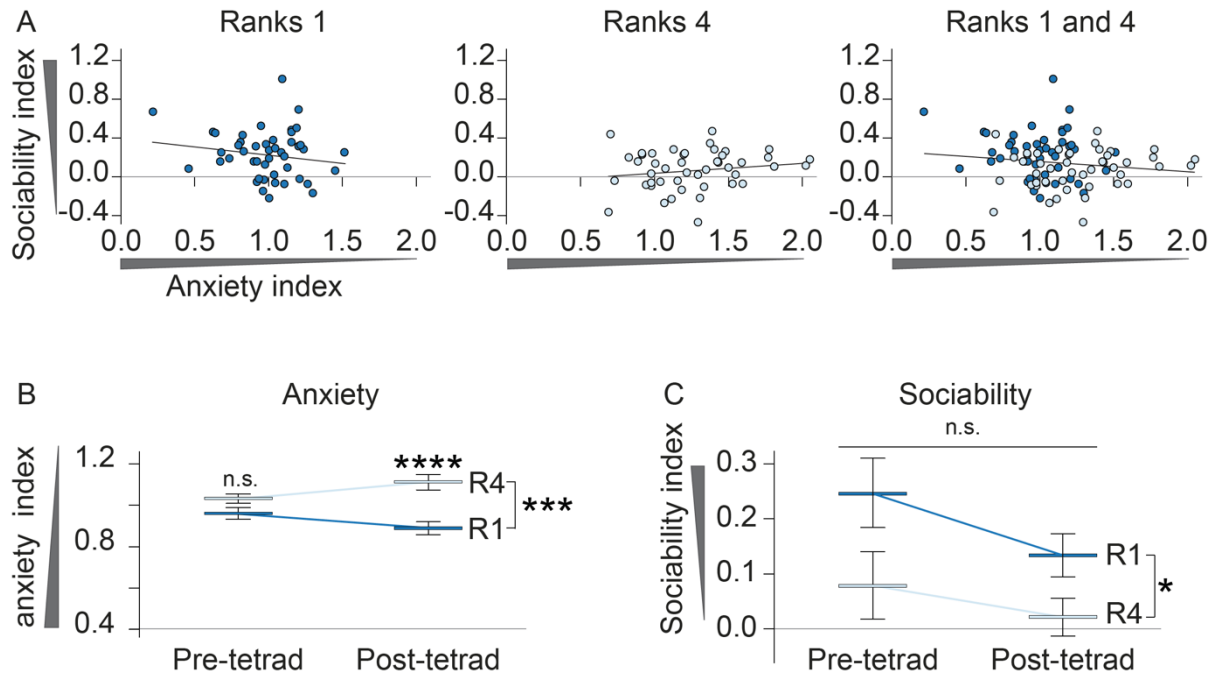 A
Ranks 1
Ranks 4
Ranks 1 and 4
Sociability index
1.2
0.8
0.4
0.0
-0.4
0.0 0.5 1.0 1.5 2.0
1.2
0.8
0.4
0.0
-0.4
0.0 0.5 1.0 1.5 2.0
1.2
0.8
0.4
0.0
-0.4
0.0 0.5 1.0 1.5 2.0
Anxiety index
B
Anxiety
anxiety index
1.2
0.8
0.4
n.s.
****
R4
R1
***
Pre-tetrad Post-tetrad
C
Sociability
n.s.
Sociability index
0.3
0.2
0.1
0.0
R1
R4
*
Pre-tetrad Post-tetrad